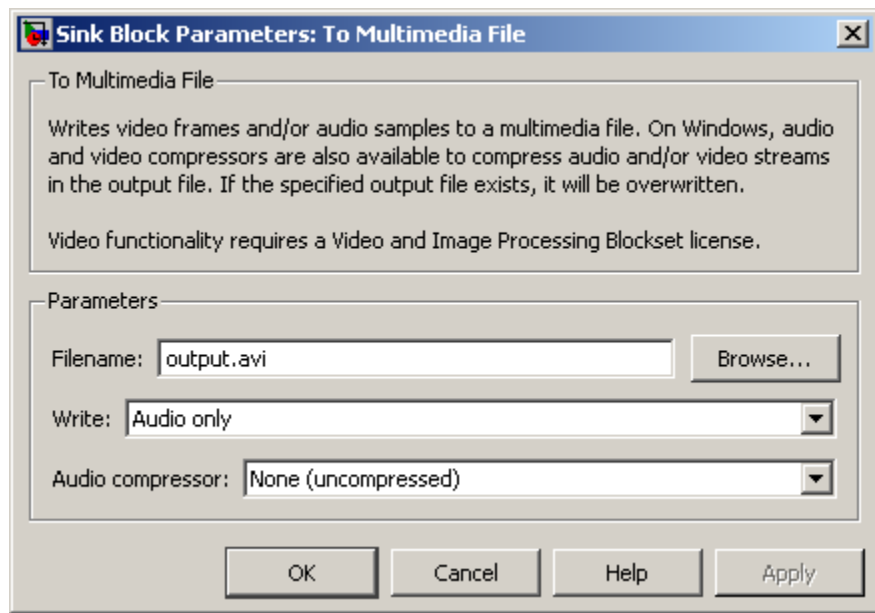 Sink Block Parameters: To Multimedia File
To Multimedia File
Writes video frames and/or audio samples to a multimedia file. On Windows, audio
and video compressors are also available to compress audio and/or video streams
in the output file. If the specified output file exists, it will be overwritten.
Video functionality requires a Video and Image Processing Blockset license.
Parameters
Filename: output.avi Browse...
Write: Audio only
Audio compressor: None (uncompressed)
OK Cancel Help Apply